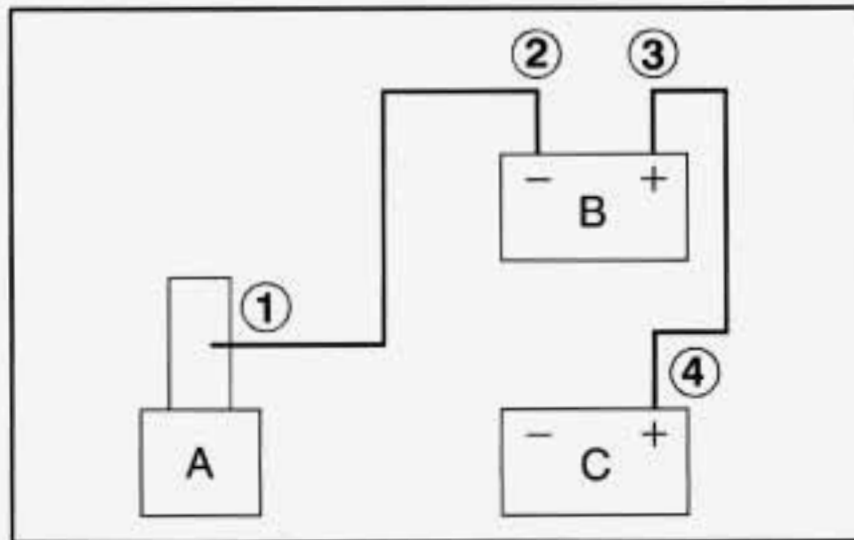 ② ③
− +
B
①
④
− +
A C